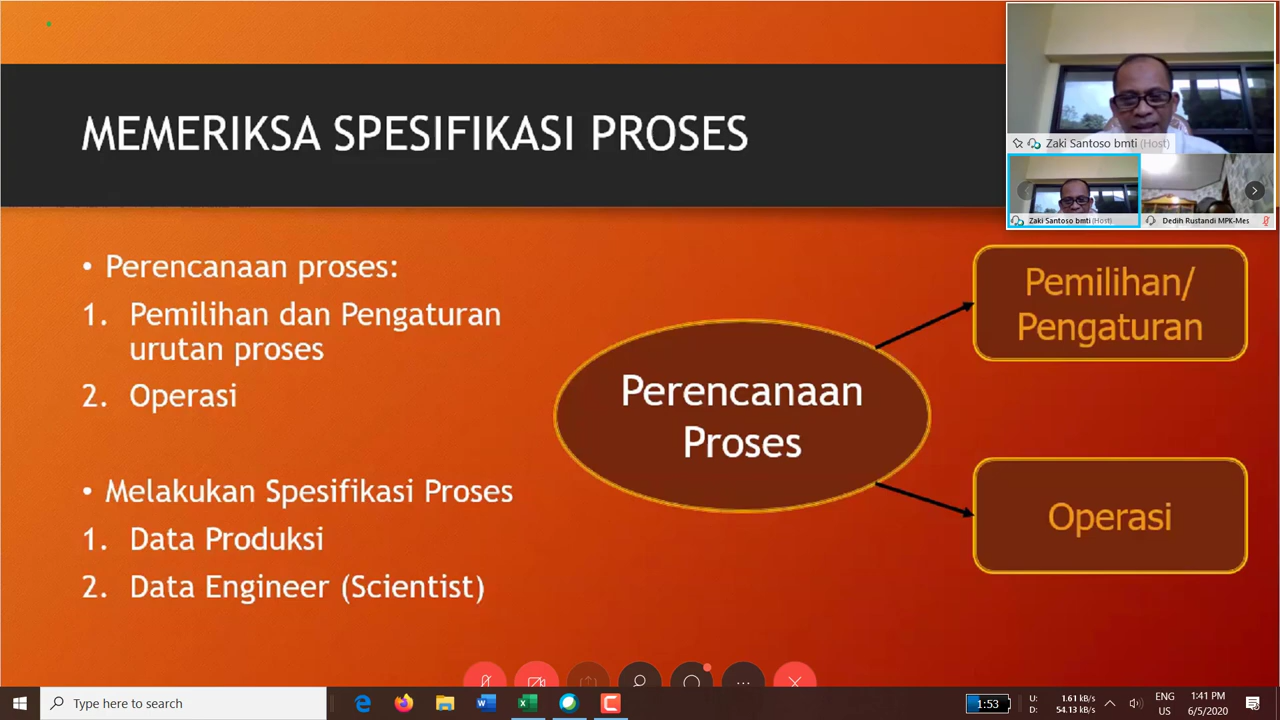 MEMERIKSA SPESIFIKASI PROSES
Zaki Santoso bmti (Host)
Zaki Santoso bmti (Host)
Dedih Rustandi MPK-Mes
• Perencanaan proses:
1. Pemilihan dan Pengaturan
urutan proses
2. Operasi
• Melakukan Spesifikasi Proses
1. Data Produksi
2. Data Engineer (Scientist)
Perencanaan
Proses
Pemilihan/
Pengaturan
Operasi
Type here to search
1:53
U: 1.61 kB/s
D: 54.13 kB/s
ENG
US
1:41 PM
6/5/2020